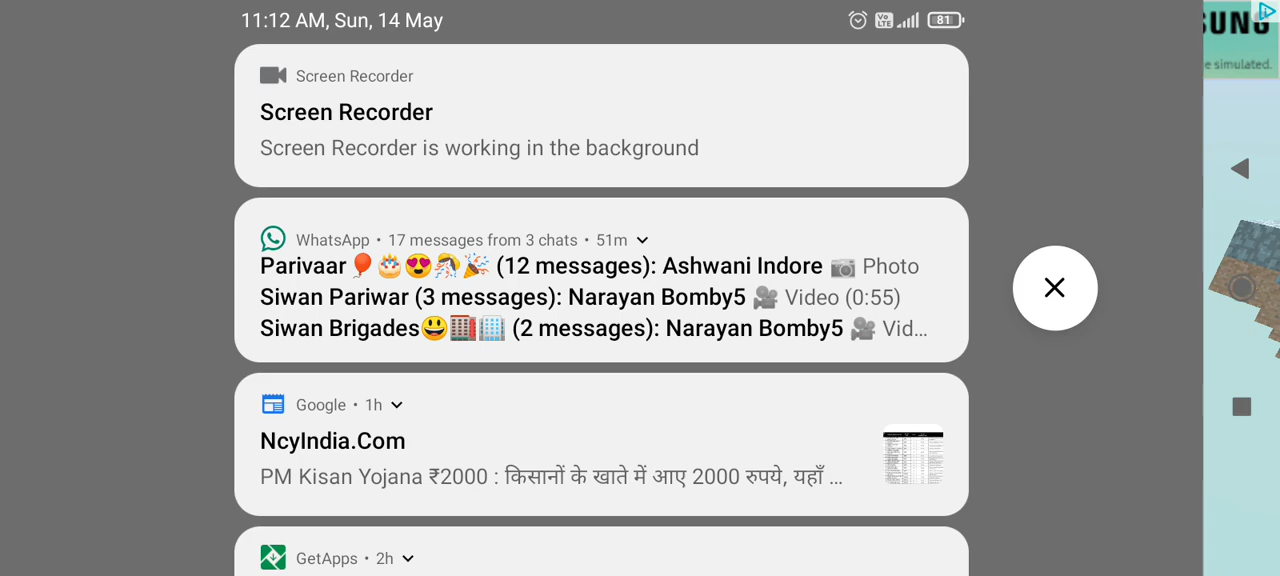 11:12 AM, Sun, 14 May
81
Screen Recorder
Screen Recorder
Screen Recorder is working in the background
WhatsApp • 17 messages from 3 chats • 51m
Parivaar🎈🎂😍🎊🎉 (12 messages): Ashwani Indore 📷 Photo
Siwan Pariwar (3 messages): Narayan Bomby5 🎥 Video (0:55)
Siwan Brigades😃🏬🏢 (2 messages): Narayan Bomby5 🎥 Vid…
Google • 1h
NcyIndia.Com
PM Kisan Yojana ₹2000 : किसानों के खाते में आए 2000 रुपये, यहाँ ...
GetApps • 2h
SUNG
e simulated.